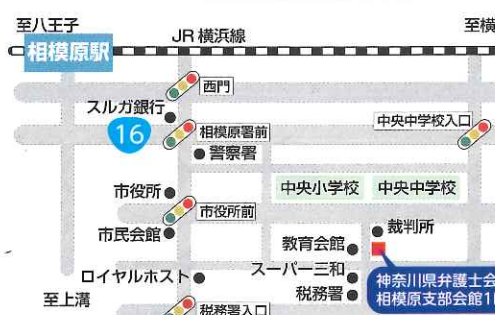 至八王子
JR 横浜線
至横
相模原駅
西門
スルガ銀行
16
相模原署前
中央中学校入口
警察署
市役所
中央小学校
中央中学校
市役所前
市民会館
裁判所
教育会館
ロイヤルホスト
スーパー三和
至上溝
税務署
神奈川県弁護士会
相模原支部会館1
税務署入口